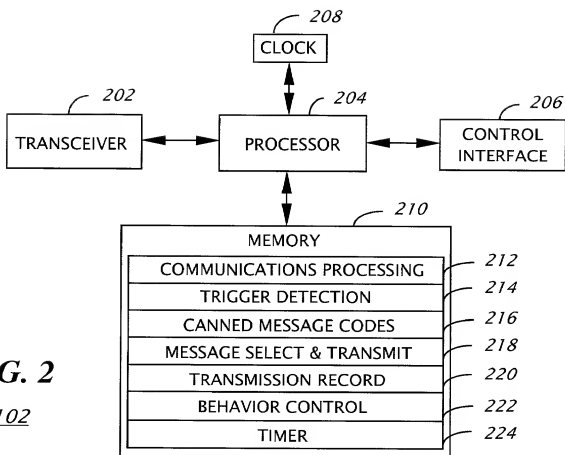 208
CLOCK
202
204
206
TRANSCEIVER
PROCESSOR
CONTROL
INTERFACE
210
MEMORY
COMMUNICATIONS PROCESSING
212
TRIGGER DETECTION
214
CANNED MESSAGE CODES
216
MESSAGE SELECT & TRANSMIT
218
TRANSMISSION RECORD
220
BEHAVIOR CONTROL
222
TIMER
224
G. 2
102